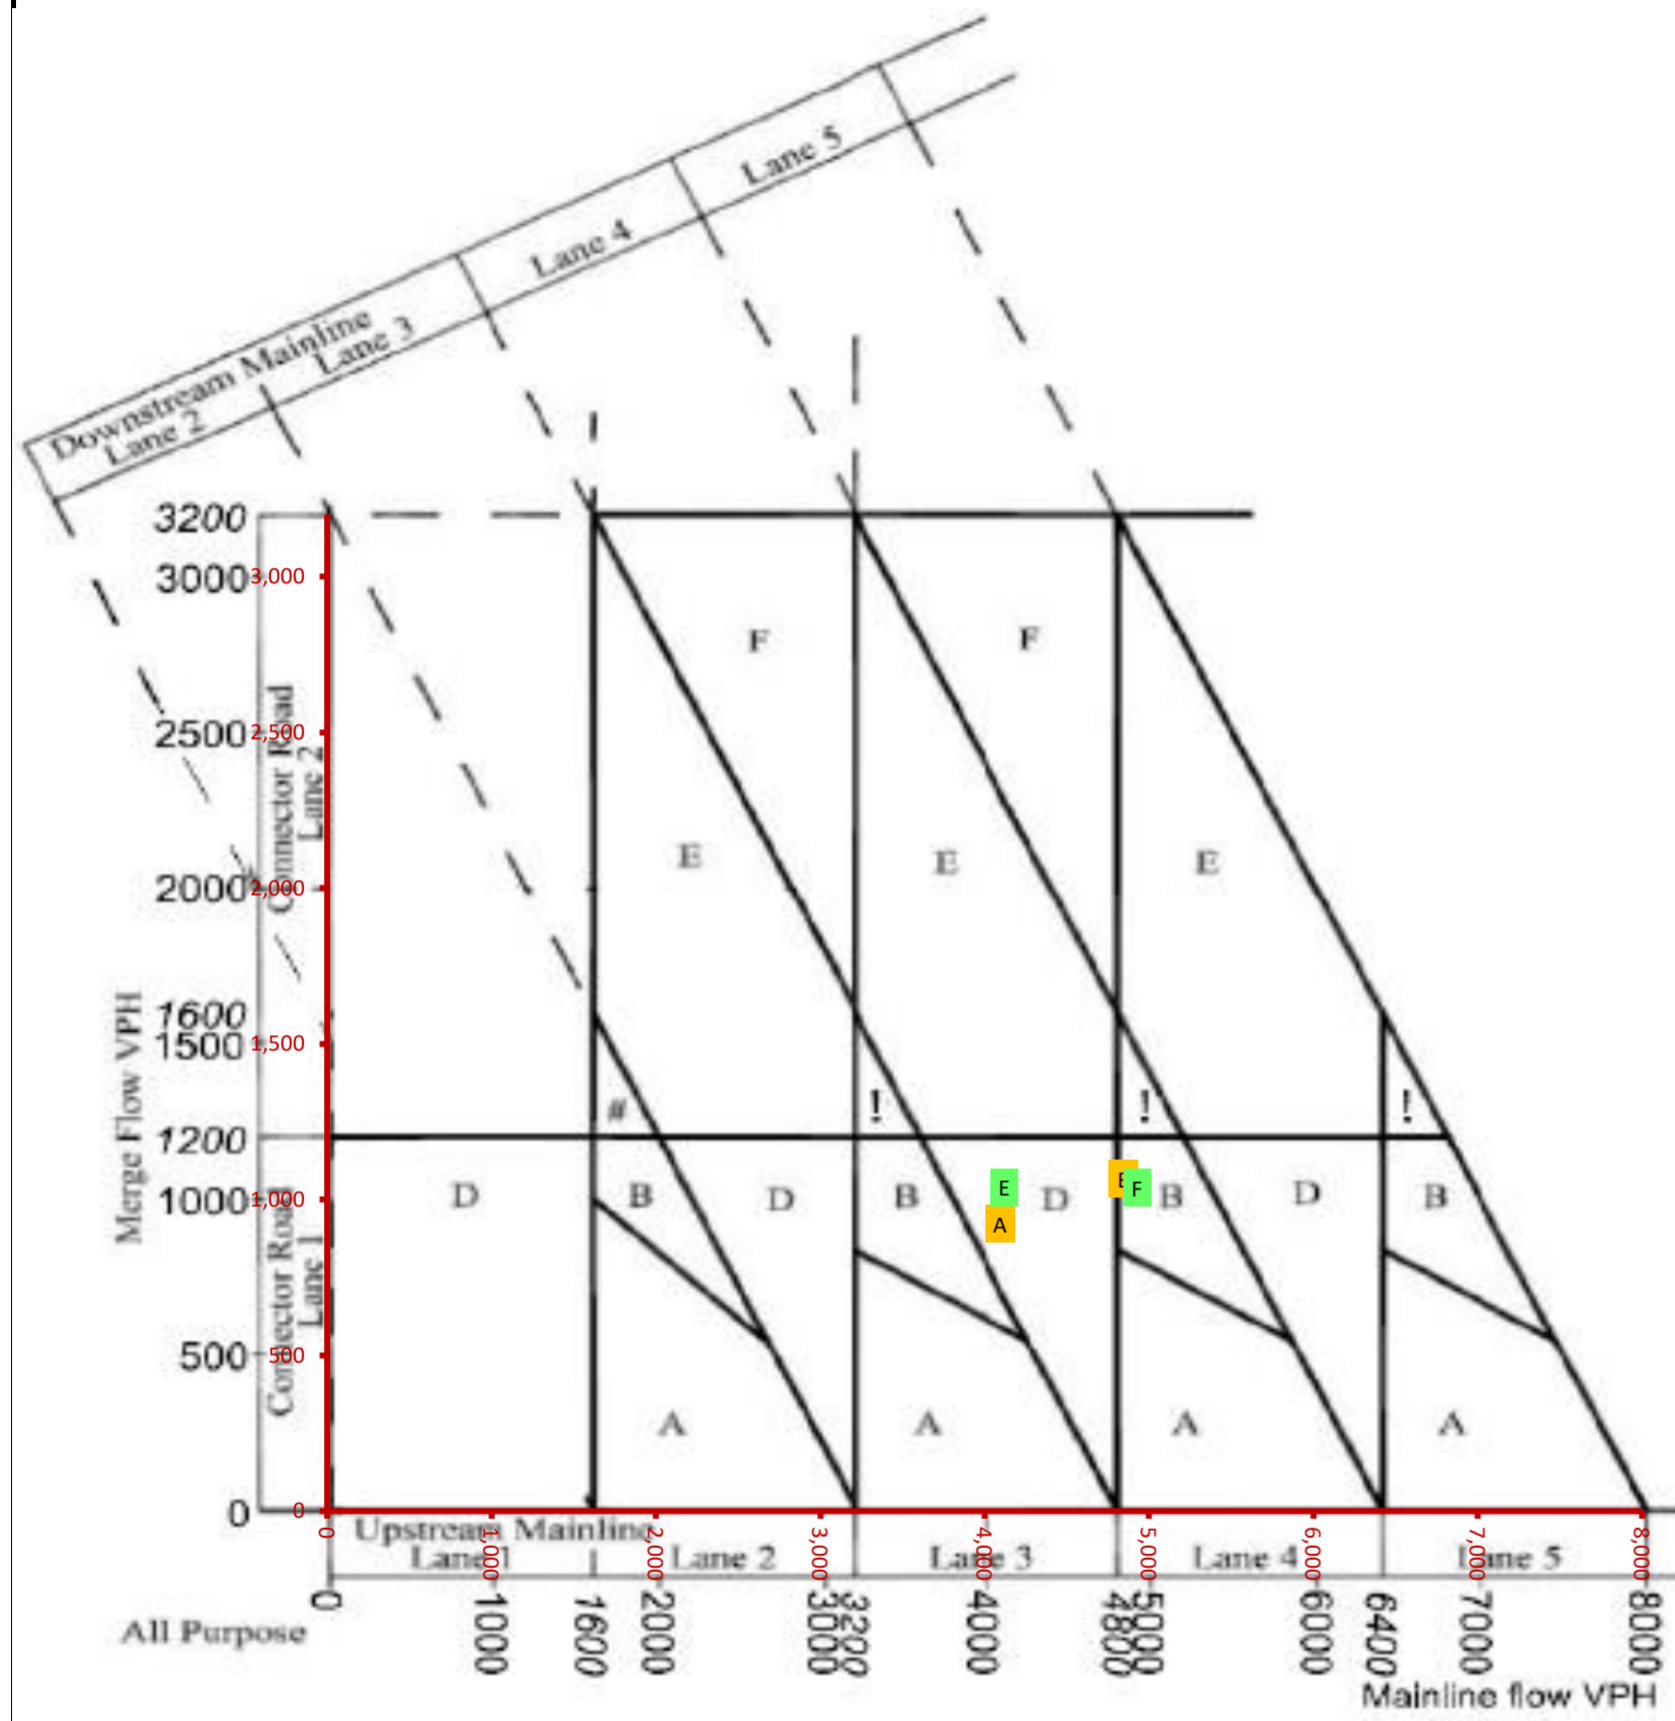 Lane 5
Lane 4
Downstream Mainline
Lane 3
Lane 2
3200
3000
3,000
F
F
2500
2,500
Connector Road
Lane 2
E
E
E
2000
2,000
Merge Flow VPH
1600
1500
1,500
#
!
!
!
1200
1000
1,000
D
B
D
B
E
D
F
B
D
B
A
Connector Road
Lane 1
500
500
A
A
A
A
0
0
0
1,000
2,000
3,000
4,000
5,000
6,000
7,000
8,000
Upstream Mainline
Lane 1
Lane 2
Lane 3
Lane 4
Lane 5
0
1000
1600
2000
3000
3200
4000
4800
5000
6000
6400
7000
8000
All Purpose
Mainline flow VPH